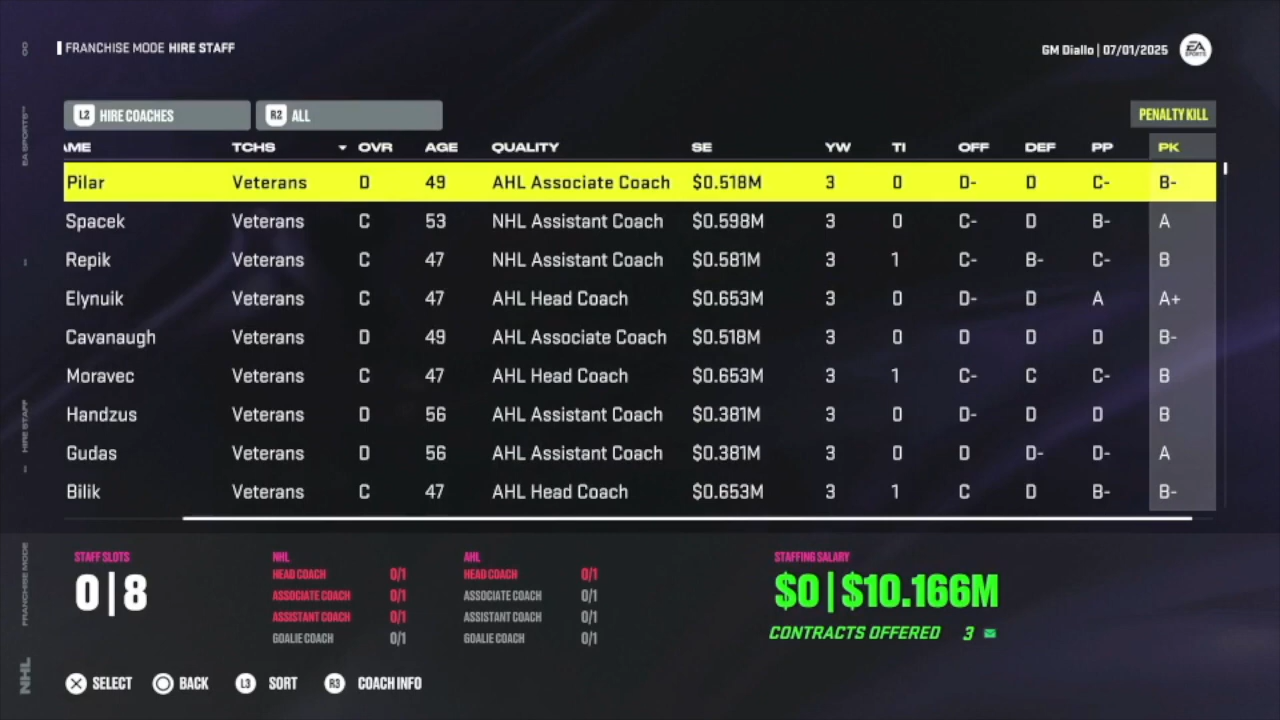 FRANCHISE MODE HIRE STAFF
GM Diallo | 07/01/2025
EA SPORTS
L2 HIRE COACHES
R2 ALL
PENALTY KILL
AME TCHS OVR AGE QUALITY SE YW TI OFF DEF PP PK
Pilar Veterans D 49 AHL Associate Coach $0.518M 3 0 D- D C- B-
Spacek Veterans C 53 NHL Assistant Coach $0.598M 3 0 C- D B- A
Repik Veterans C 47 NHL Assistant Coach $0.581M 3 1 C- B- C- B
Elynuik Veterans C 47 AHL Head Coach $0.653M 3 0 D- D A A+
Cavanaugh Veterans D 49 AHL Associate Coach $0.518M 3 0 D D D B-
Moravec Veterans C 47 AHL Head Coach $0.653M 3 1 C- C C- B
Handzus Veterans D 56 AHL Assistant Coach $0.381M 3 0 D- D D B
Gudas Veterans D 56 AHL Assistant Coach $0.381M 3 0 D D- D- A
Bilik Veterans C 47 AHL Head Coach $0.653M 3 1 C D B- B-
STAFF SLOTS
0|8
NHL
HEAD COACH 0/1
ASSOCIATE COACH 0/1
ASSISTANT COACH 0/1
GOALIE COACH 0/1
AHL
HEAD COACH 0/1
ASSOCIATE COACH 0/1
ASSISTANT COACH 0/1
GOALIE COACH 0/1
STAFFING SALARY
$0|$10.166M
CONTRACTS OFFERED 3
SELECT
BACK
L3 SORT
R3 COACH INFO
EA SPORTS™
HIRE STAFF
FRANCHISE MODE
NHL